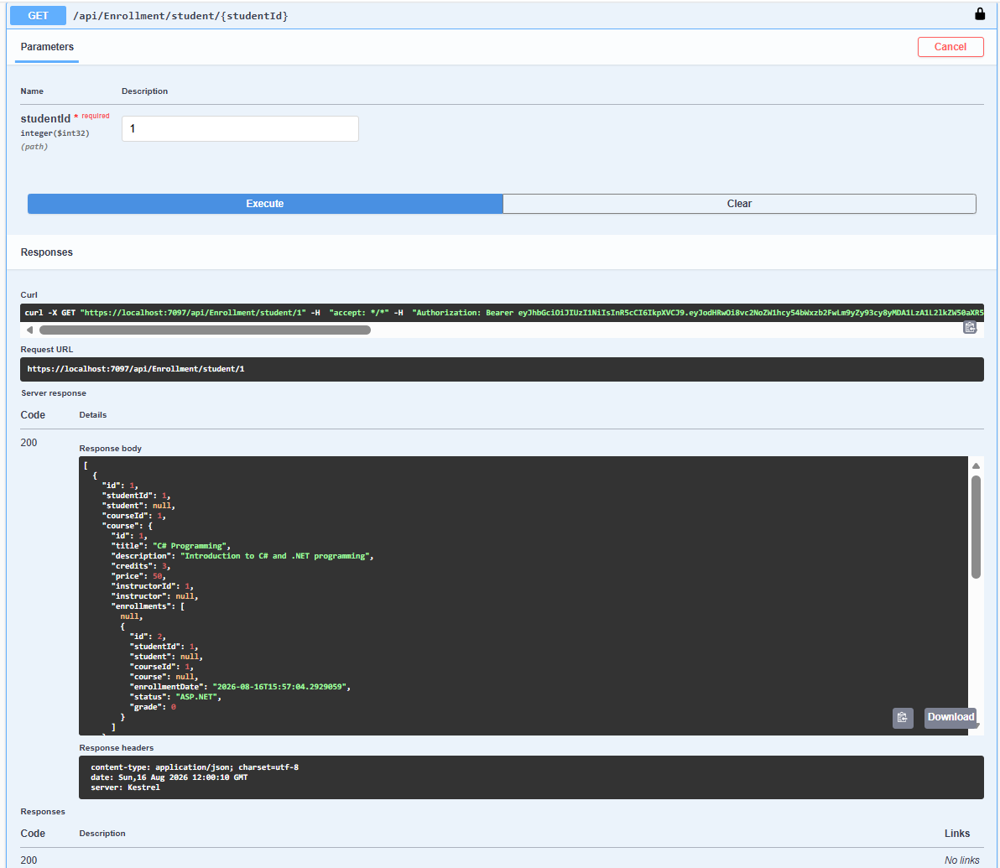 GET /api/Enrollment/student/{studentId}
Parameters
Cancel
Name Description
studentId * required
integer($int32)
(path)
1
Execute Clear
Responses
Curl
curl -X GET "https://localhost:7097/api/Enrollment/student/1" -H  "accept: */*" -H  "Authorization: Bearer eyJhbGciOiJIUzI1NiIsInR5cCI6IkpXVCJ9.eyJodHRwOi8vc2NoZW1hcy54bWxzb2FwLm9yZy93cy8yMDA1LzA1L2lkZW50aXR5
Request URL
https://localhost:7097/api/Enrollment/student/1
Server response
Code Details
200
Response body
[
  {
    "id": 1,
    "studentId": 1,
    "student": null,
    "courseId": 1,
    "course": {
      "id": 1,
      "title": "C# Programming",
      "description": "Introduction to C# and .NET programming",
      "credits": 3,
      "price": 50,
      "instructorId": 1,
      "instructor": null,
      "enrollments": [
        null,
        {
          "id": 2,
          "studentId": 1,
          "student": null,
          "courseId": 1,
          "course": null,
          "enrollmentDate": "2026-08-16T15:57:04.2929059",
          "status": "ASP.NET",
          "grade": 0
        }
      ]
Download
Response headers
content-type: application/json; charset=utf-8
date: Sun,16 Aug 2026 12:00:10 GMT
server: Kestrel
Responses
Code Description Links
200 No links